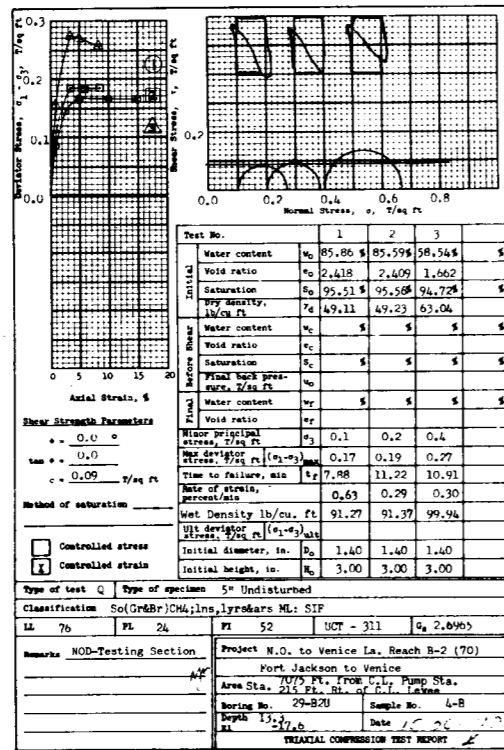 0.3
0.2
0.1
0.0
Deviator Stress, σ1 - σ3, T/sq ft
Shear Stress, τ, T/sq ft
1
2
3
0 5 10 15 20
Axial Strain, %
0.2
0.0 0.2 0.4 0.6 0.8
Normal Stress, σ, T/sq ft
Shear Strength Parameters
φ = 0.0 °
tan φ = 0.0
c = 0.09 T/sq ft
Method of saturation
Controlled stress
X Controlled strain
Test No. 1 2 3
Initial
Water content w0 85.86 % 85.59% 58.54% %
Void ratio e0 2.418 2.409 1.662
Saturation S0 95.51 % 95.56% 94.72% %
Dry density, lb/cu ft γd 49.11 49.23 63.04
Before Shear
Water content wc % % % %
Void ratio ec
Saturation Sc % % % %
Final back pressure, T/sq ft u0
Final
Water content wf % % % %
Void ratio ef
Minor principal stress, T/sq ft σ3 0.1 0.2 0.4
Max deviator stress, T/sq ft (σ1-σ3)max 0.17 0.19 0.27
Time to failure, min tf 7.88 11.22 10.91
Rate of strain, percent/min 0.63 0.29 0.30
Wet Density lb/cu. ft 91.27 91.37 99.94
Ult deviator stress, T/sq ft (σ1-σ3)ult
Initial diameter, in. D0 1.40 1.40 1.40
Initial height, in. H0 3.00 3.00 3.00
Type of test Q Type of specimen 5" Undisturbed
Classification So(Gr&Br)CH4;lns,lyrs&ars ML: SIF
LL 76 PL 24 PI 52 UCT - 311 Gs 2.6965
Remarks NOD-Testing Section
Project N.O. to Venice La. Reach B-2 (70)
Fort Jackson to Venice
Area Sta. 7075 Ft. from C.L. Pump Sta.
215 Ft. Rt. of C.L. Levee
Boring No. 29-B2U Sample No. 4-B
Depth 13.3
El -17.6 Date
TRIAXIAL COMPRESSION TEST REPORT